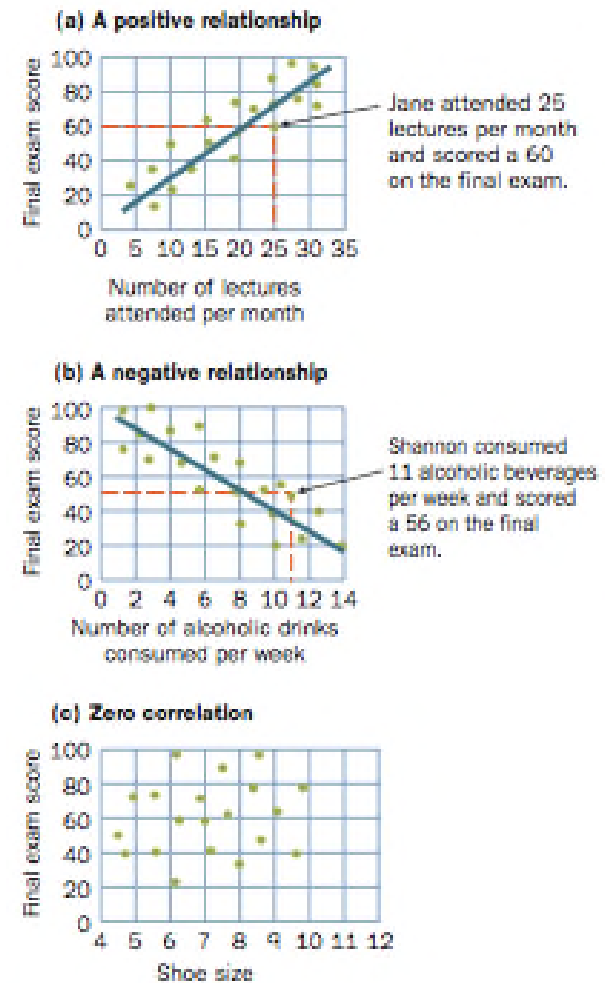 (a) A positive relationship
Final exam score
100
80
60
40
20
0
0 5 10 15 20 25 30 35
Number of lectures
attended per month
Jane attended 25
lectures per month
and scored a 60
on the final exam.
(b) A negative relationship
Final exam score
100
80
60
40
20
0
0 2 4 6 8 10 12 14
Number of alcoholic drinks
consumed per week
Shannon consumed
11 alcoholic beverages
per week and scored
a 56 on the final
exam.
(c) Zero correlation
Final exam score
100
80
60
40
20
0
4 5 6 7 8 9 10 11 12
Shoe size